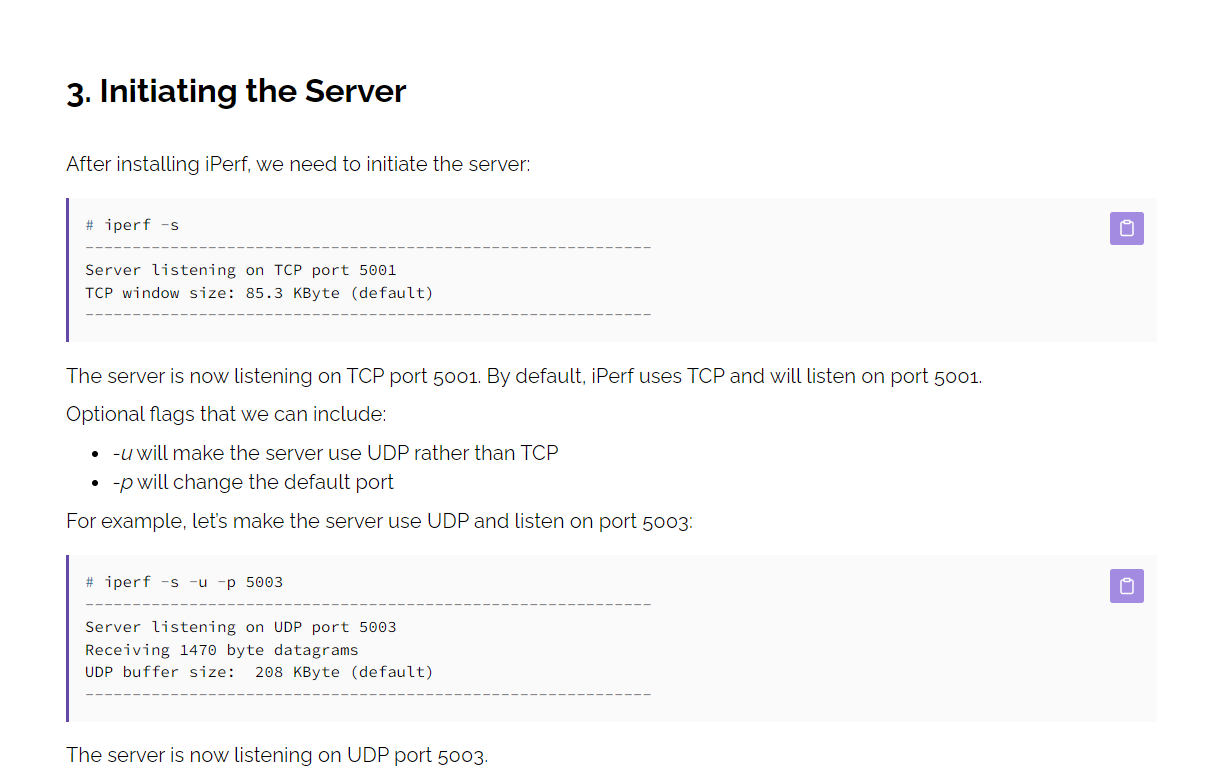 3. Initiating the Server
After installing iPerf, we need to initiate the server:
# iperf -s
------------------------------------------------------------
Server listening on TCP port 5001
TCP window size: 85.3 KByte (default)
------------------------------------------------------------
The server is now listening on TCP port 5001. By default, iPerf uses TCP and will listen on port 5001.
Optional flags that we can include:
• -u will make the server use UDP rather than TCP
• -p will change the default port
For example, let’s make the server use UDP and listen on port 5003:
# iperf -s -u -p 5003
------------------------------------------------------------
Server listening on UDP port 5003
Receiving 1470 byte datagrams
UDP buffer size:  208 KByte (default)
------------------------------------------------------------
The server is now listening on UDP port 5003.